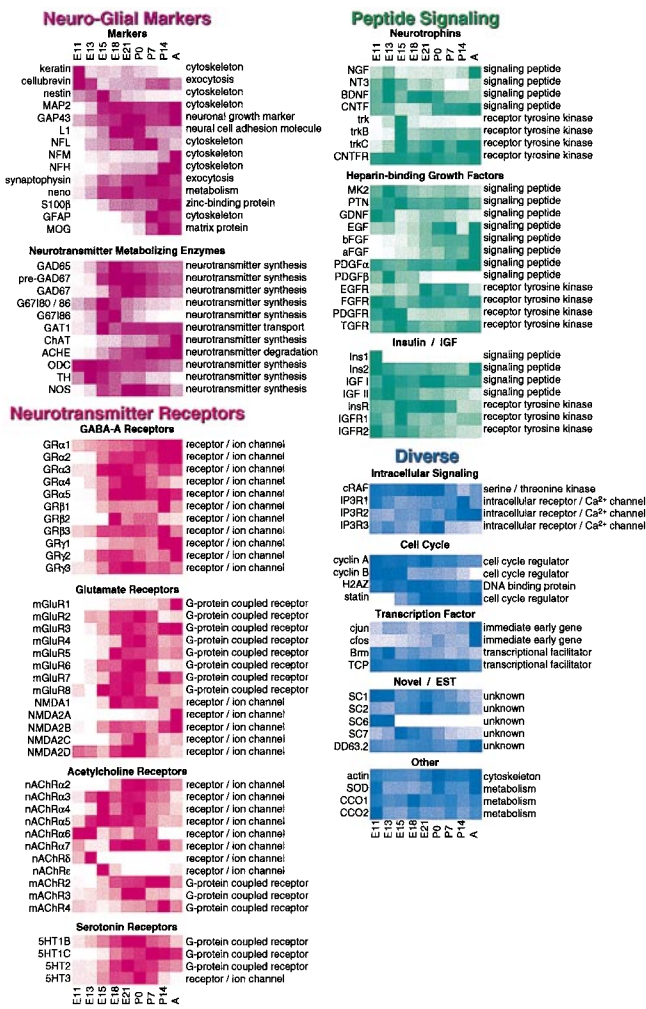 Neuro-Glial Markers
Markers
E11 E13 E15 E18 E21 P0 P7 P14 A
keratin cytoskeleton
cellubrevin exocytosis
nestin cytoskeleton
MAP2 cytoskeleton
GAP43 neuronal growth marker
L1 neural cell adhesion molecule
NFL cytoskeleton
NFM cytoskeleton
NFH cytoskeleton
synaptophysin exocytosis
neno metabolism
S100β zinc-binding protein
GFAP cytoskeleton
MOG matrix protein
Neurotransmitter Metabolizing Enzymes
GAD65 neurotransmitter synthesis
pre-GAD67 neurotransmitter synthesis
GAD67 neurotransmitter synthesis
G67I80 / 86 neurotransmitter synthesis
G67I86 neurotransmitter synthesis
GAT1 neurotransmitter transport
ChAT neurotransmitter synthesis
ACHE neurotransmitter degradation
ODC neurotransmitter synthesis
TH neurotransmitter synthesis
NOS neurotransmitter synthesis
Neurotransmitter Receptors
GABA-A Receptors
GRα1 receptor / ion channel
GRα2 receptor / ion channel
GRα3 receptor / ion channel
GRα4 receptor / ion channel
GRα5 receptor / ion channel
GRβ1 receptor / ion channel
GRβ2 receptor / ion channel
GRβ3 receptor / ion channel
GRγ1 receptor / ion channel
GRγ2 receptor / ion channel
GRγ3 receptor / ion channel
Glutamate Receptors
mGluR1 G-protein coupled receptor
mGluR2 G-protein coupled receptor
mGluR3 G-protein coupled receptor
mGluR4 G-protein coupled receptor
mGluR5 G-protein coupled receptor
mGluR6 G-protein coupled receptor
mGluR7 G-protein coupled receptor
mGluR8 G-protein coupled receptor
NMDA1 receptor / ion channel
NMDA2A receptor / ion channel
NMDA2B receptor / ion channel
NMDA2C receptor / ion channel
NMDA2D receptor / ion channel
Acetylcholine Receptors
nAChRα2 receptor / ion channel
nAChRα3 receptor / ion channel
nAChRα4 receptor / ion channel
nAChRα5 receptor / ion channel
nAChRα6 receptor / ion channel
nAChRα7 receptor / ion channel
nAChRδ receptor / ion channel
nAChRε receptor / ion channel
mAChR2 G-protein coupled receptor
mAChR3 G-protein coupled receptor
mAChR4 G-protein coupled receptor
Serotonin Receptors
5HT1B G-protein coupled receptor
5HT1C G-protein coupled receptor
5HT2 G-protein coupled receptor
5HT3 receptor / ion channel
E11 E13 E15 E18 E21 P0 P7 P14 A
Peptide Signaling
Neurotrophins
E11 E13 E15 E18 E21 P0 P7 P14 A
NGF signaling peptide
NT3 signaling peptide
BDNF signaling peptide
CNTF signaling peptide
trk receptor tyrosine kinase
trkB receptor tyrosine kinase
trkC receptor tyrosine kinase
CNTFR receptor tyrosine kinase
Heparin-binding Growth Factors
MK2 signaling peptide
PTN signaling peptide
GDNF signaling peptide
EGF signaling peptide
bFGF signaling peptide
aFGF signaling peptide
PDGFα signaling peptide
PDGFβ signaling peptide
EGFR receptor tyrosine kinase
FGFR receptor tyrosine kinase
PDGFR receptor tyrosine kinase
TGFR receptor tyrosine kinase
Insulin / IGF
Ins1 signaling peptide
Ins2 signaling peptide
IGF I signaling peptide
IGF II signaling peptide
insR receptor tyrosine kinase
IGFR1 receptor tyrosine kinase
IGFR2 receptor tyrosine kinase
Diverse
Intracellular Signaling
cRAF serine / threonine kinase
IP3R1 intracellular receptor / Ca²⁺ channel
IP3R2 intracellular receptor / Ca²⁺ channel
IP3R3 intracellular receptor / Ca²⁺ channel
Cell Cycle
cyclin A cell cycle regulator
cyclin B cell cycle regulator
H2AZ DNA binding protein
statin cell cycle regulator
Transcription Factor
cjun immediate early gene
cfos immediate early gene
Brm transcriptional facilitator
TCP transcriptional facilitator
Novel / EST
SC1 unknown
SC2 unknown
SC6 unknown
SC7 unknown
DD63.2 unknown
Other
actin cytoskeleton
SOD metabolism
CCO1 metabolism
CCO2 metabolism
E11 E13 E15 E18 E21 P0 P7 P14 A